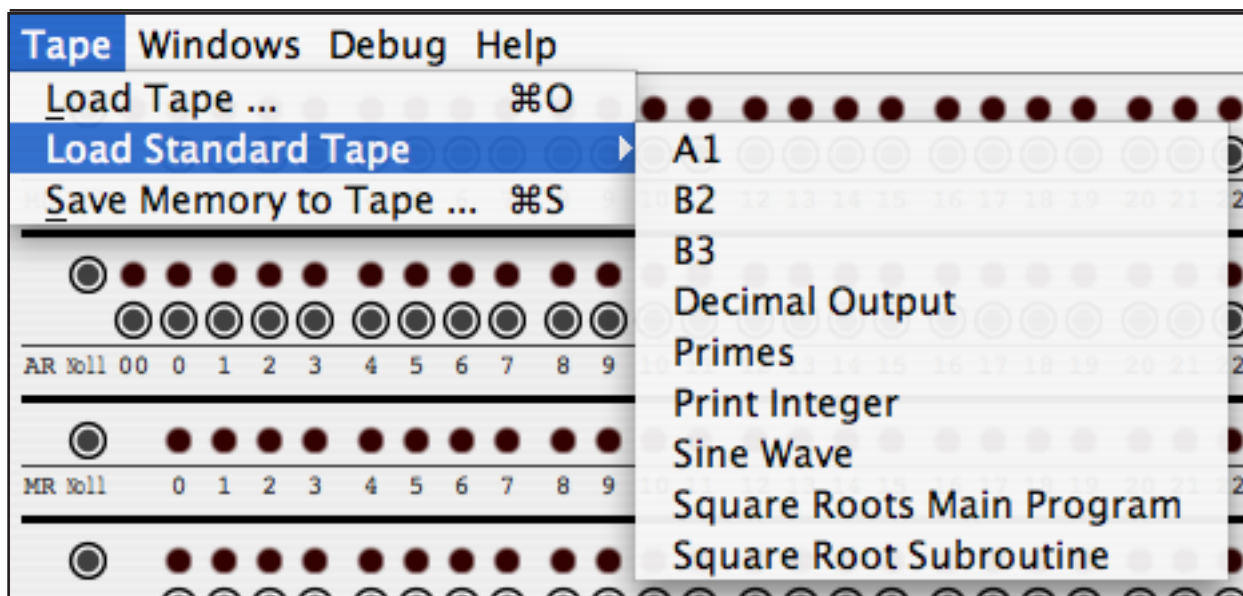 Tape Windows Debug Help
Load Tape ... ⌘O
Load Standard Tape
Save Memory to Tape ... ⌘S
A1
B2
B3
Decimal Output
Primes
Print Integer
Sine Wave
Square Roots Main Program
Square Root Subroutine
AR Noll 00 0 1 2 3 4 5 6 7 8 9
MR Noll 0 1 2 3 4 5 6 7 8 9